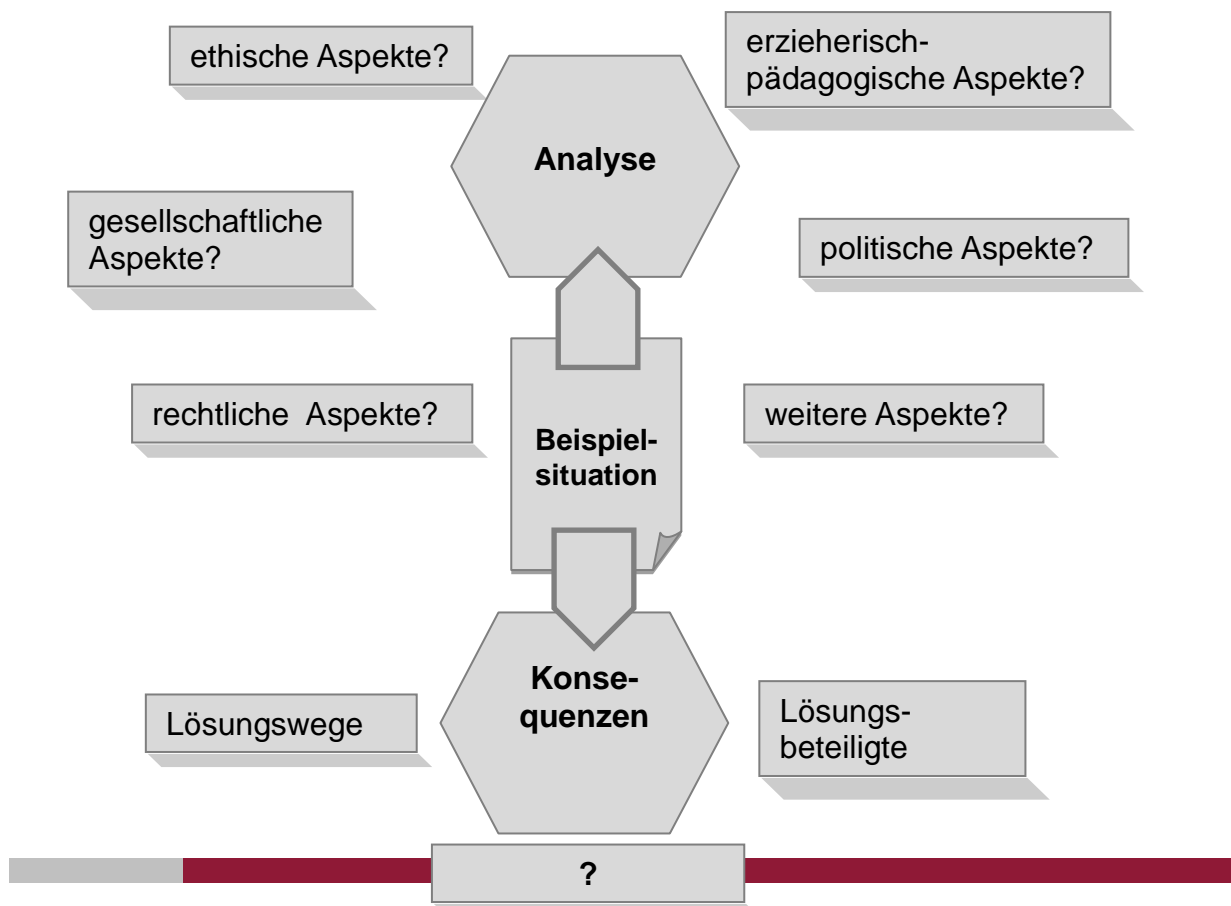 ethische Aspekte?
erzieherisch-
pädagogische Aspekte?
Analyse
gesellschaftliche
Aspekte?
politische Aspekte?
rechtliche Aspekte?
weitere Aspekte?
Beispiel-
situation
Konse-
quenzen
Lösungswege
Lösungs-
beteiligte
?